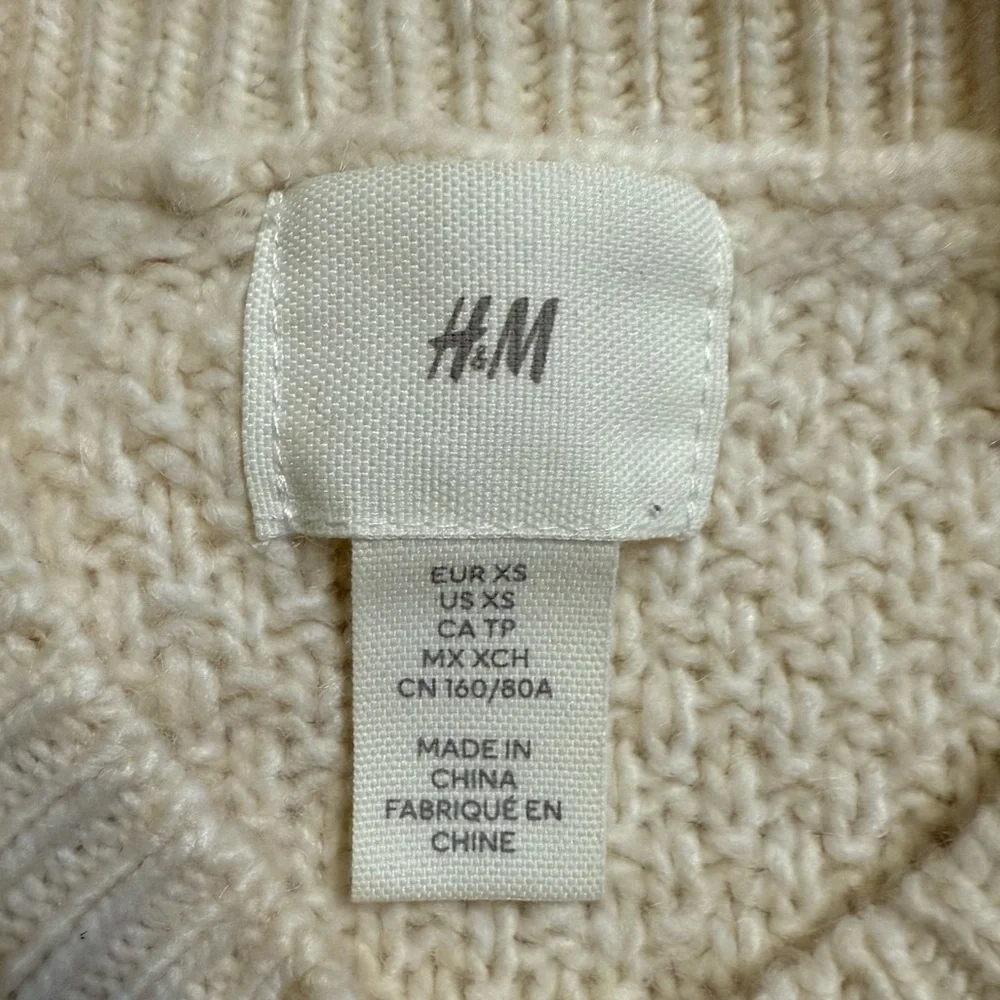 H&M
EUR XS
US XS
CA TP
MX XCH
CN 160/80A
MADE IN
CHINA
FABRIQUÉ EN
CHINE